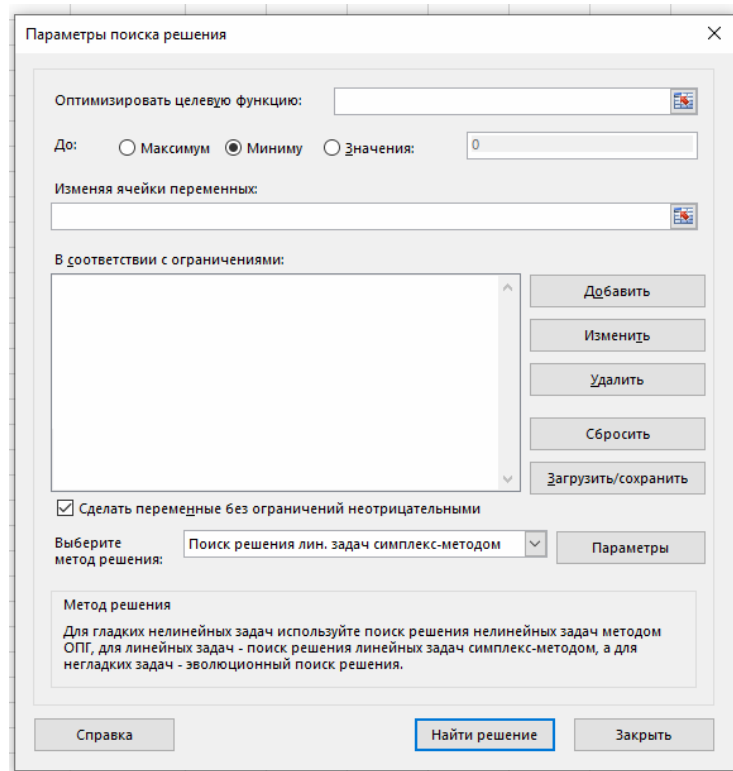 Параметры поиска решения
Оптимизировать целевую функцию:
До: Максимум Миниму Значения: 0
Изменяя ячейки переменных:
В соответствии с ограничениями:
Добавить
Изменить
Удалить
Сбросить
Загрузить/сохранить
Сделать переменные без ограничений неотрицательными
Выберите
метод решения:
Поиск решения лин. задач симплекс-методом
Параметры
Метод решения
Для гладких нелинейных задач используйте поиск решения нелинейных задач методом
ОПГ, для линейных задач - поиск решения линейных задач симплекс-методом, а для
негладких задач - эволюционный поиск решения.
Справка
Найти решение
Закрыть